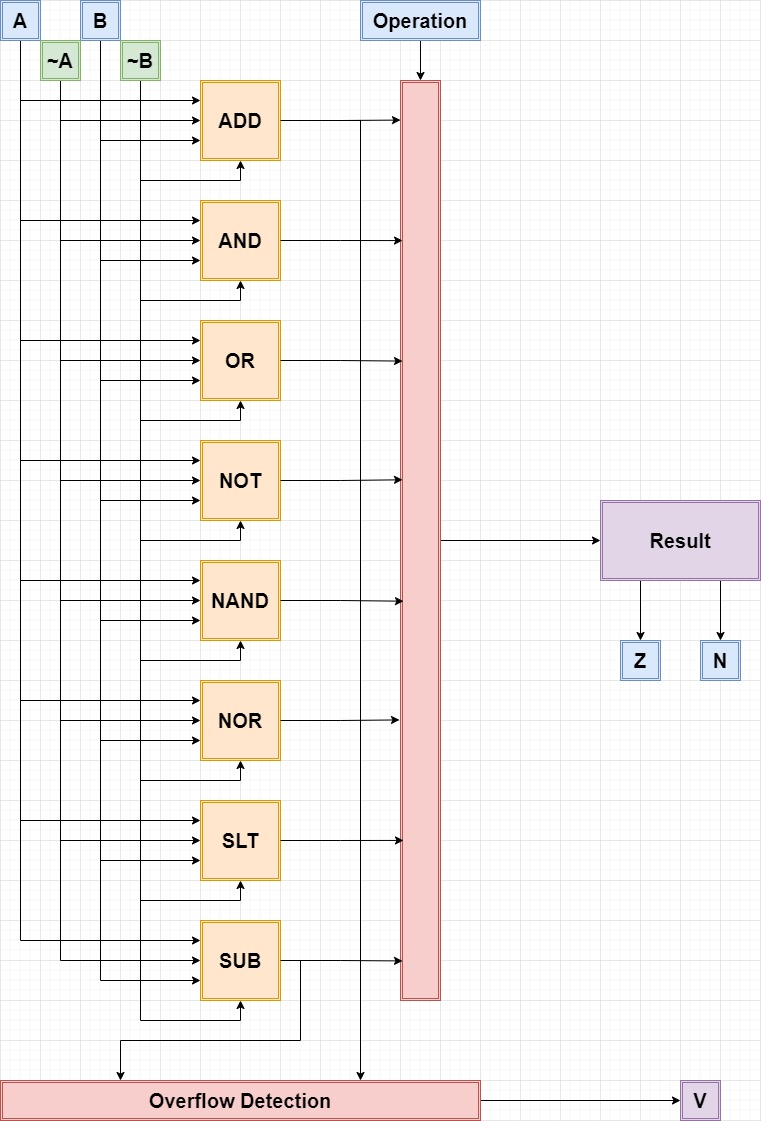 A
B
Operation
~A
~B
ADD
AND
OR
NOT
NAND
Result
Z
N
NOR
SLT
SUB
Overflow Detection
V